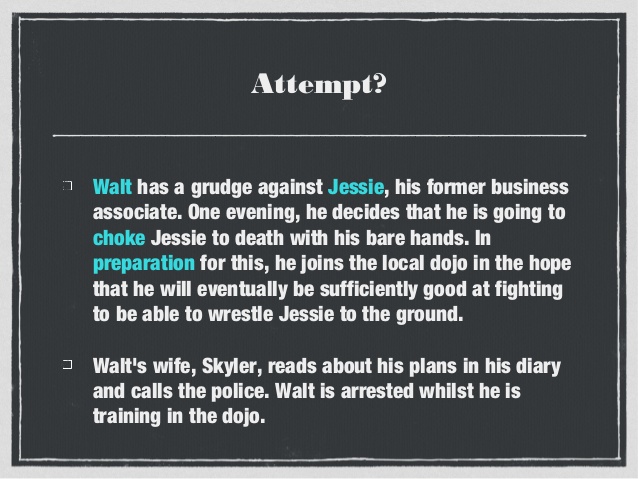 Attempt?
Walt has a grudge against Jessie, his former business
associate. One evening, he decides that he is going to
choke Jessie to death with his bare hands. In
preparation for this, he joins the local dojo in the hope
that he will eventually be sufficiently good at fighting
to be able to wrestle Jessie to the ground.
Walt's wife, Skyler, reads about his plans in his diary
and calls the police. Walt is arrested whilst he is
training in the dojo.